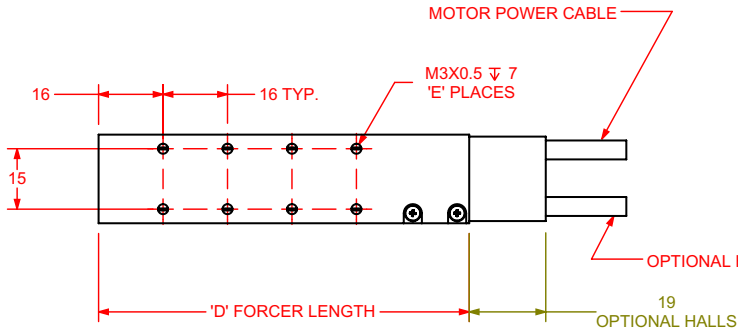 MOTOR POWER CABLE
M3X0.5 ↧ 7
'E' PLACES
16
16 TYP.
15
OPTIONAL
'D' FORCER LENGTH
19
OPTIONAL HALLS